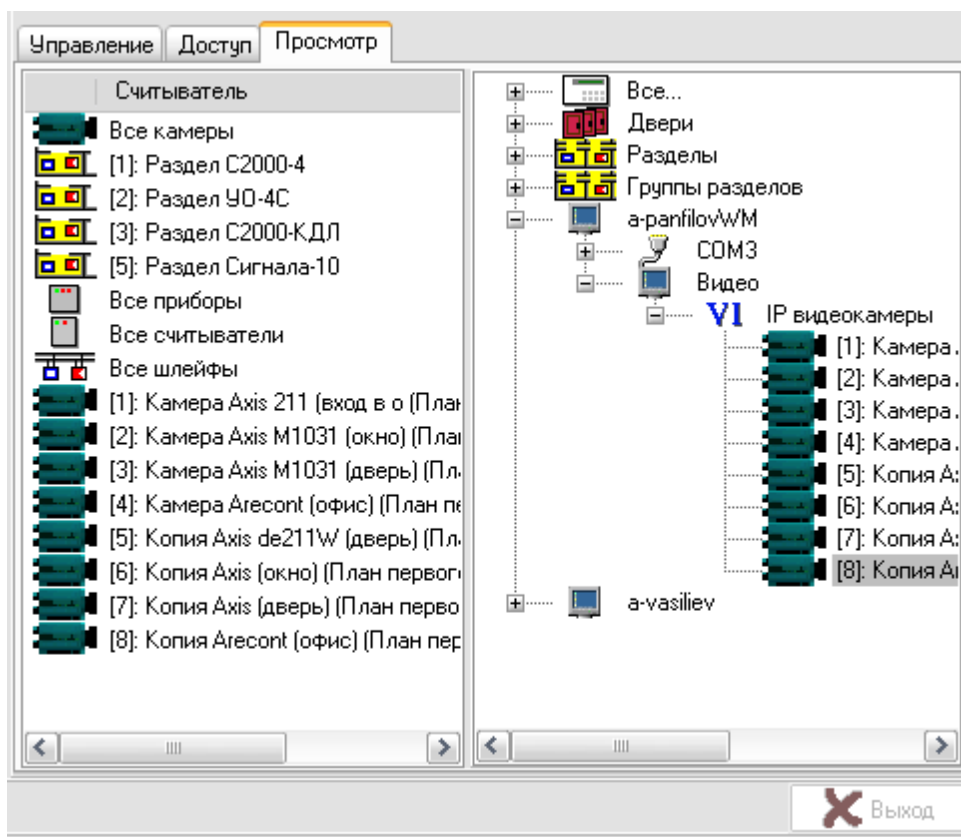 Управление Доступ Просмотр
Считыватель
Все камеры
[1]: Раздел С2000-4
[2]: Раздел УО-4С
[3]: Раздел С2000-КДЛ
[5]: Раздел Сигнала-10
Все приборы
Все считыватели
Все шлейфы
[1]: Камера Axis 211 (вход в о (План
[2]: Камера Axis M1031 (окно) (План
[3]: Камера Axis M1031 (дверь) (Пл
[4]: Камера Arecont (офис) (План пе
[5]: Копия Axis de211W (дверь) (Пл
[6]: Копия Axis (окно) (План первог
[7]: Копия Axis (дверь) (План перво
[8]: Копия Arecont (офис) (План пер
Все...
Двери
Разделы
Группы разделов
a-panfilovWM
COM3
Видео
VI IP видеокамеры
[1]: Камера
[2]: Камера
[3]: Камера
[4]: Камера
[5]: Копия A
[6]: Копия A
[7]: Копия A
[8]: Копия A
a-vasiliev
Выход